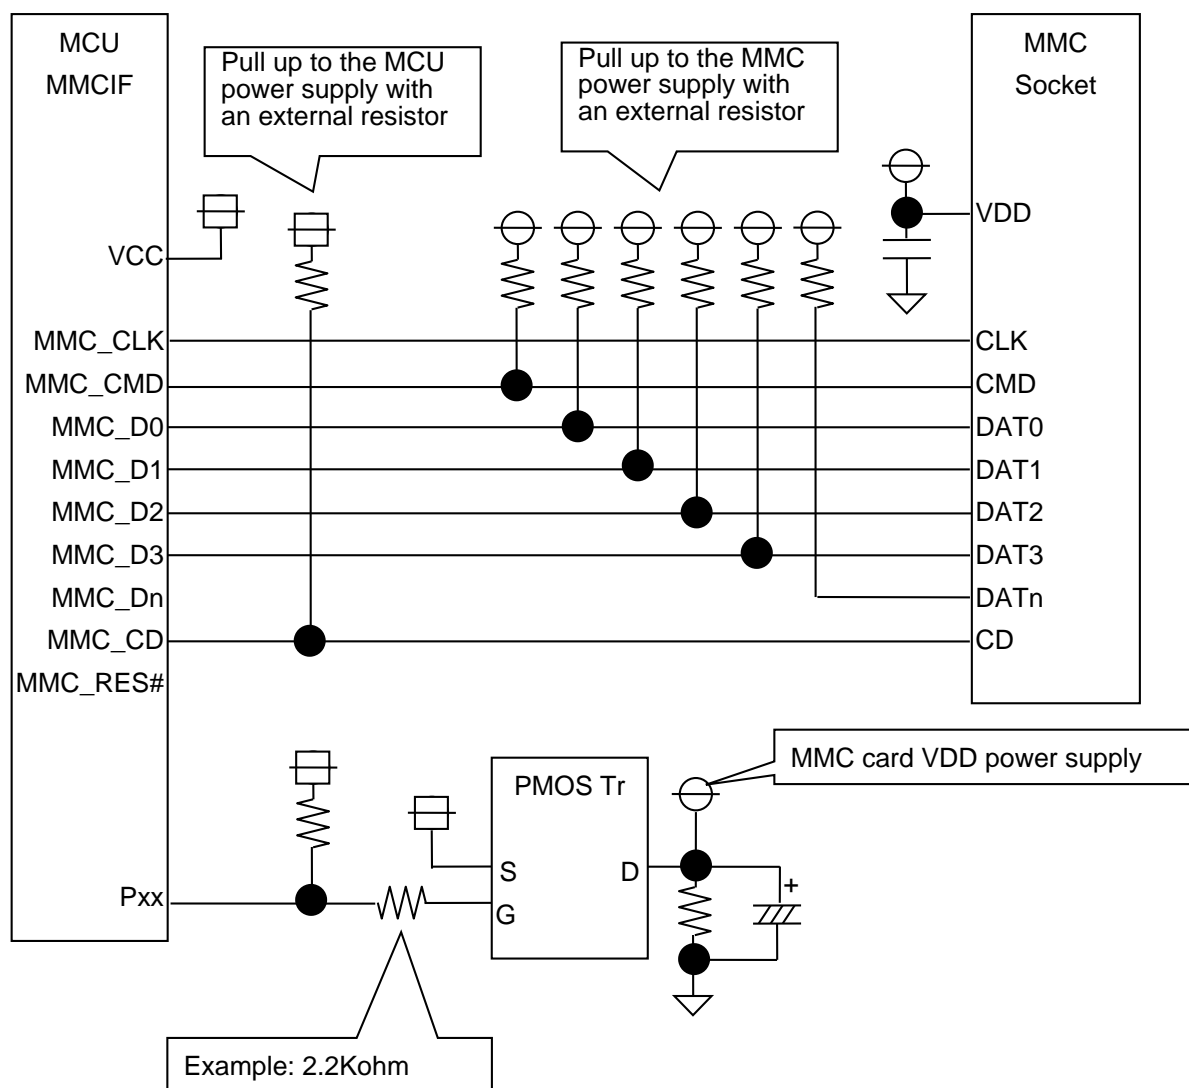 MCU
MMCIF
Pull up to the MCU
power supply with
an external resistor
Pull up to the MMC
power supply with
an external resistor
MMC
Socket
VCC
VDD
MMC_CLK
CLK
MMC_CMD
CMD
MMC_D0
DAT0
MMC_D1
DAT1
MMC_D2
DAT2
MMC_D3
DAT3
MMC_Dn
DATn
MMC_CD
CD
MMC_RES#
MMC card VDD power supply
PMOS Tr
S
D
G
+
Pxx
Example: 2.2Kohm